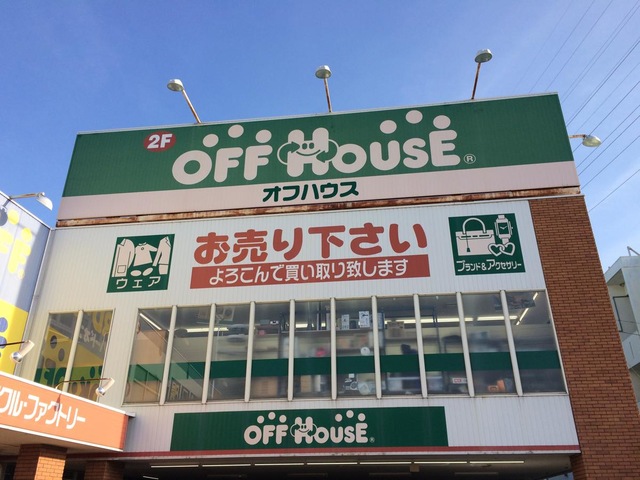 2F
OFF HOUSE®
オフハウス
お売り下さい
よろこんで買い取り致します
ウェア
ブランド&アクセサリー
クル・ファクトリー
OFF HOUSE®